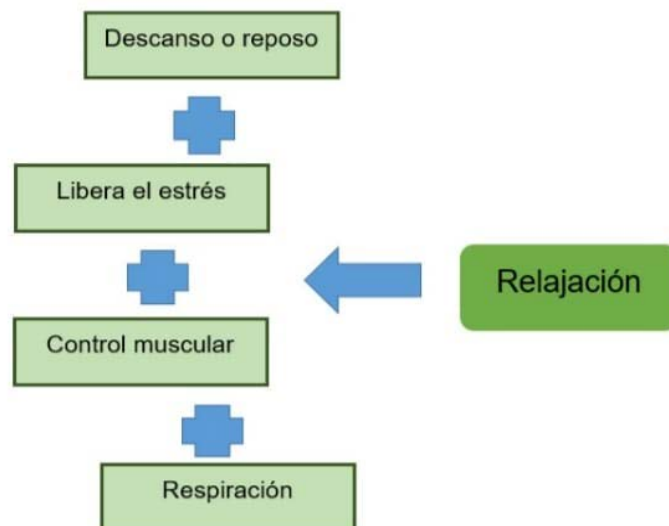 Descanso o reposo
Libera el estrés
Relajación
Control muscular
Respiración